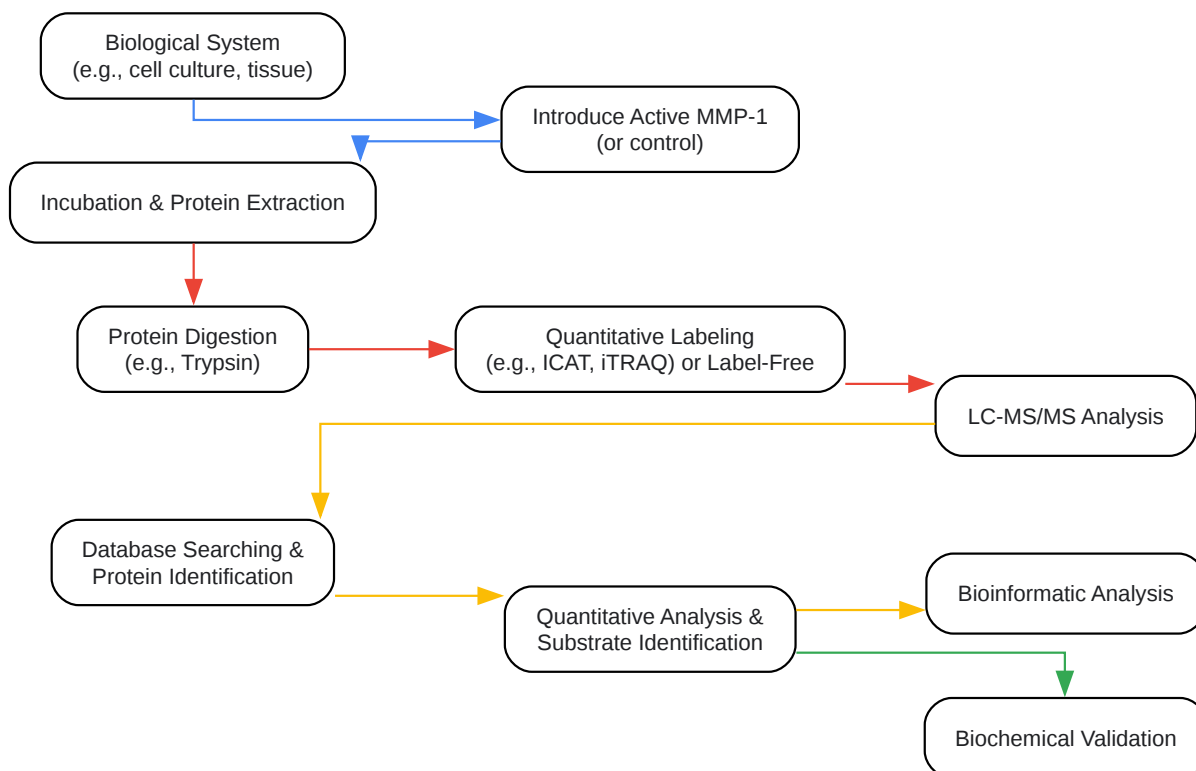 Biological System
(e.g., cell culture, tissue)
Introduce Active MMP-1
(or control)
Incubation & Protein Extraction
Protein Digestion
(e.g., Trypsin)
Quantitative Labeling
(e.g., ICAT, iTRAQ) or Label-Free
LC-MS/MS Analysis
Database Searching &
Protein Identification
Quantitative Analysis &
Substrate Identification
Bioinformatic Analysis
Biochemical Validation